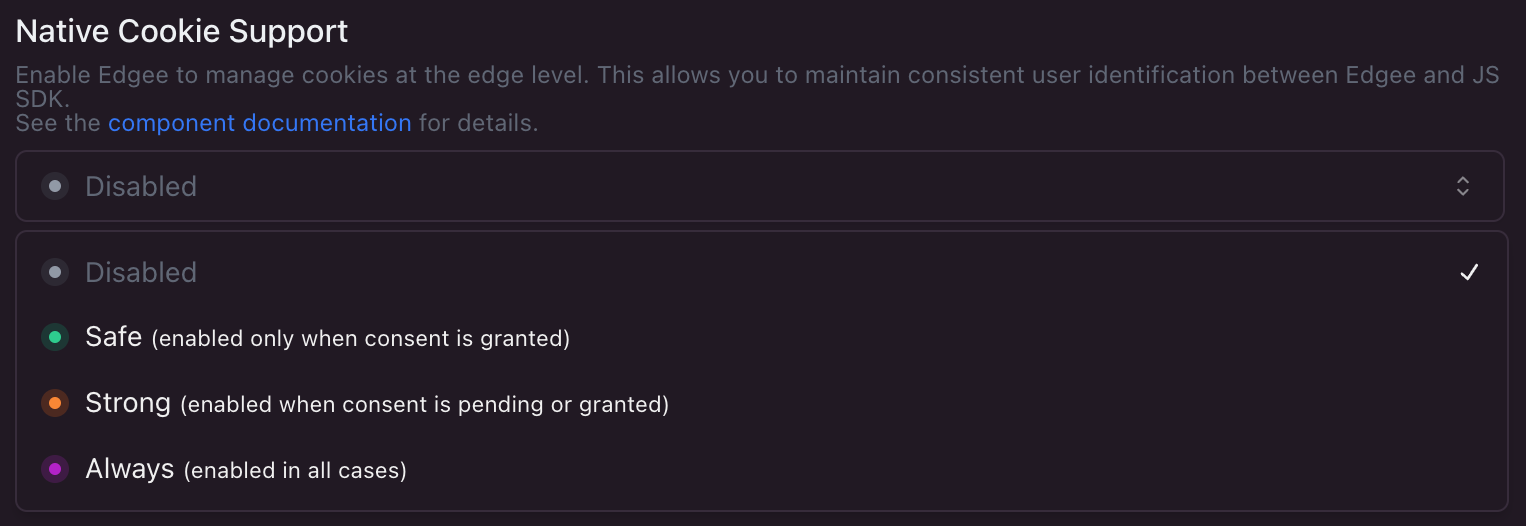 Native Cookie Support
Enable Edgee to manage cookies at the edge level. This allows you to maintain consistent user identification between Edgee and JS
SDK.
See the component documentation for details.
Disabled
Disabled
Safe (enabled only when consent is granted)
Strong (enabled when consent is pending or granted)
Always (enabled in all cases)